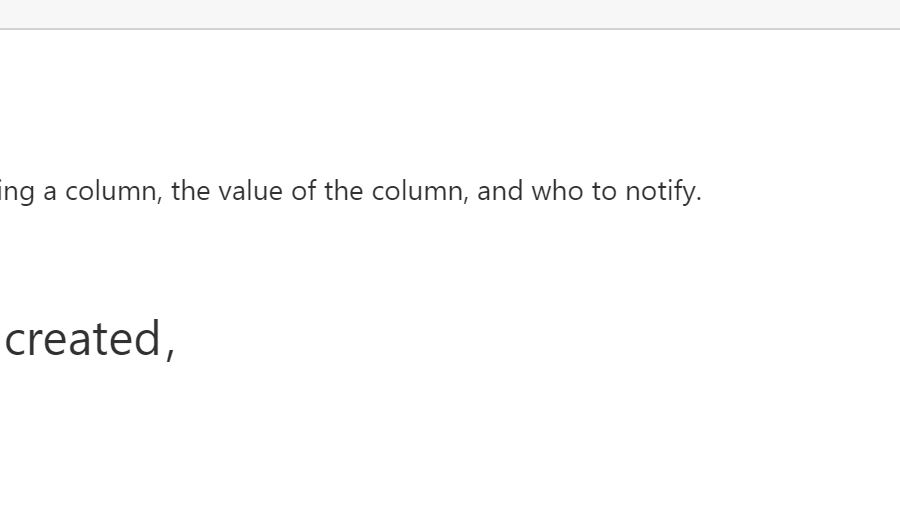 ing a column, the value of the column, and who to notify.
created,